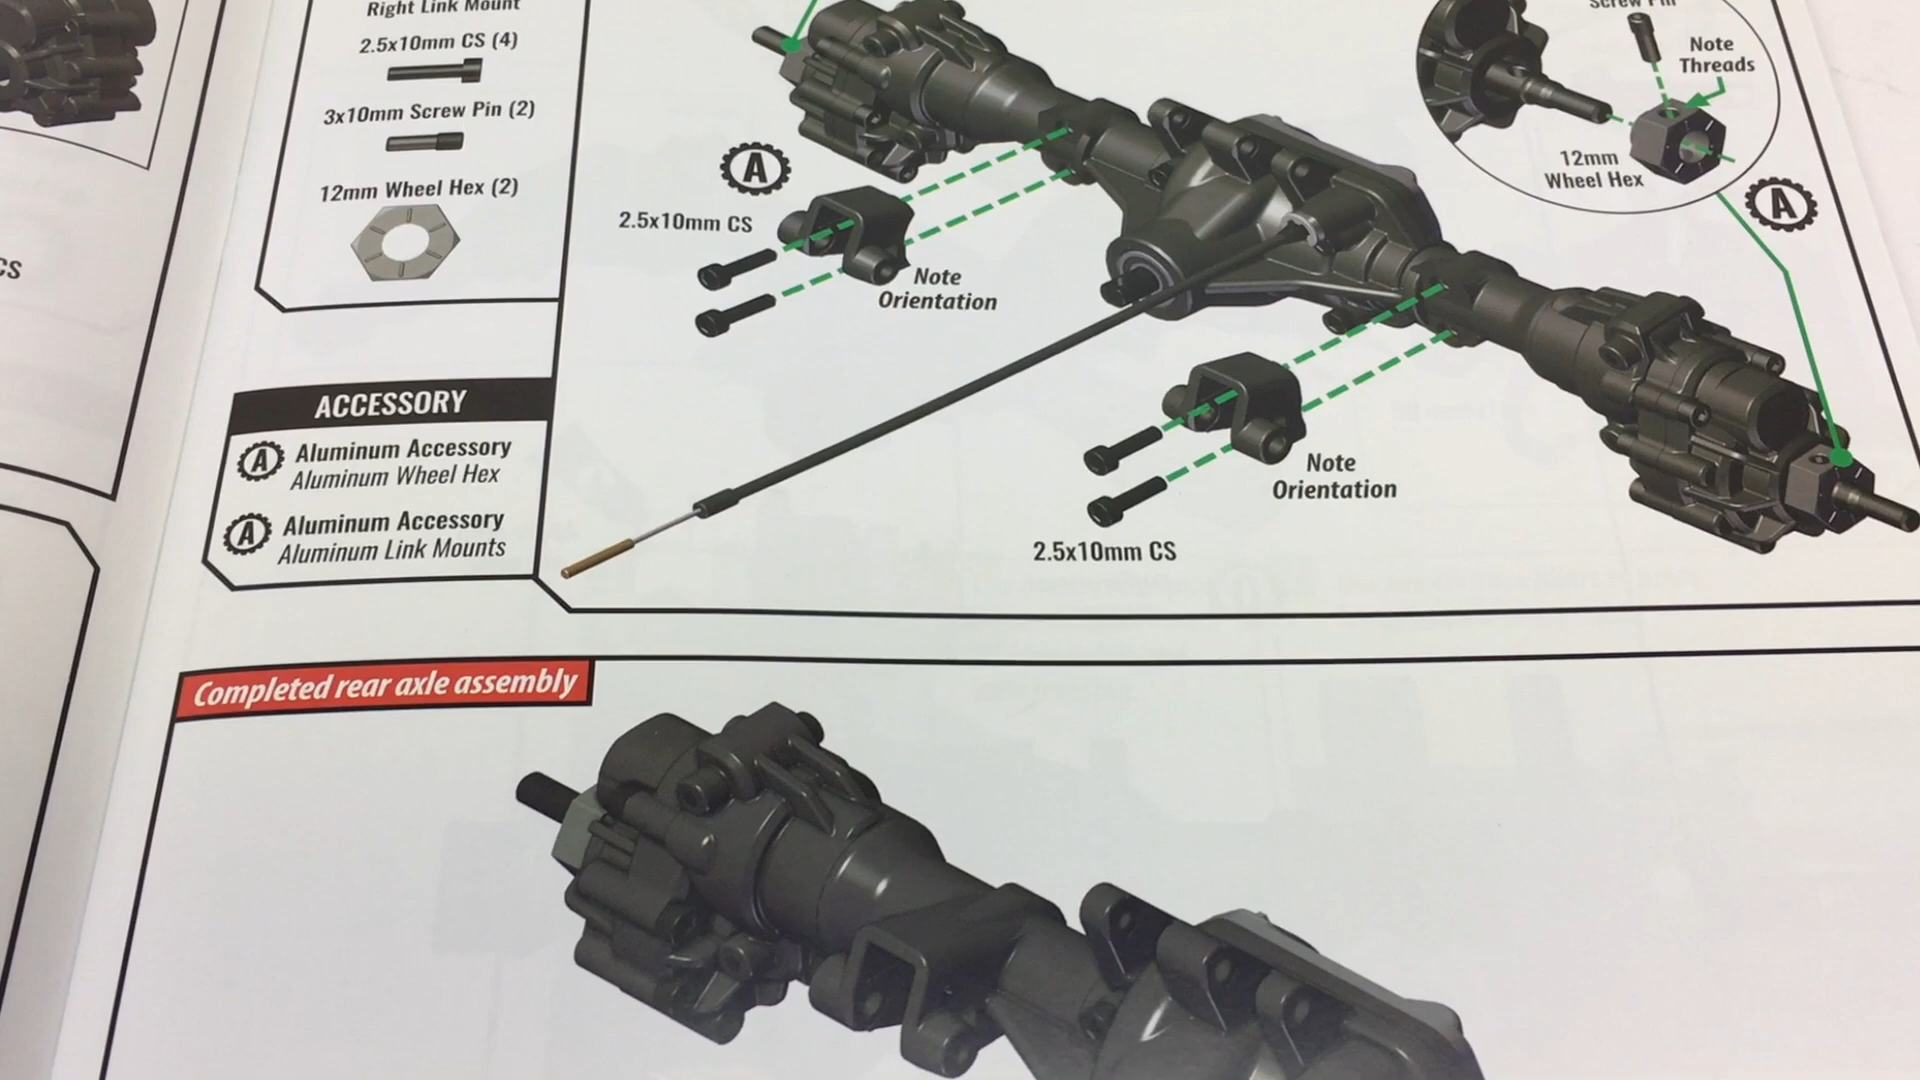 Right Link Mount
2.5x10mm CS (4)
3x10mm Screw Pin (2)
12mm Wheel Hex (2)
CS
ACCESSORY
A Aluminum Accessory
Aluminum Wheel Hex
A Aluminum Accessory
Aluminum Link Mounts
A
2.5x10mm CS
Note
Orientation
Note
Orientation
2.5x10mm CS
Screw Pin
Note
Threads
12mm
Wheel Hex
A
Completed rear axle assembly